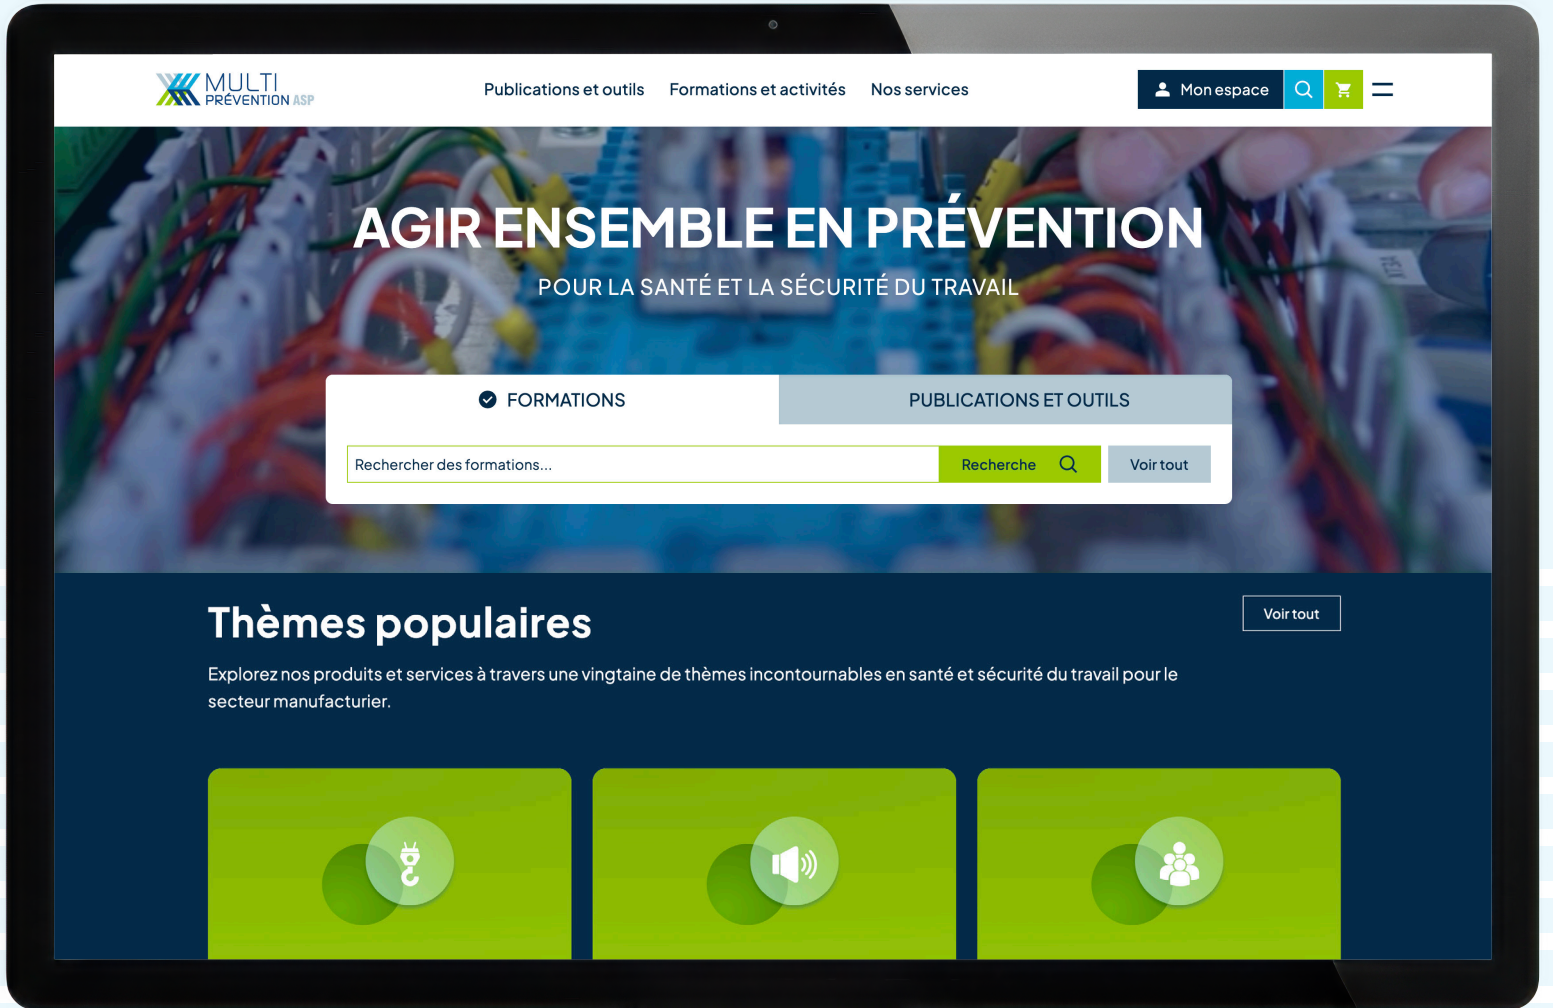 MULTI
PRÉVENTION ASP
Publications et outils
Formations et activités
Nos services
Mon espace
AGIR ENSEMBLE EN PRÉVENTION
POUR LA SANTÉ ET LA SÉCURITÉ DU TRAVAIL
FORMATIONS
PUBLICATIONS ET OUTILS
Rechercher des formations...
Recherche
Voir tout
Thèmes populaires
Voir tout
Explorez nos produits et services à travers une vingtaine de thèmes incontournables en santé et sécurité du travail pour le
secteur manufacturier.